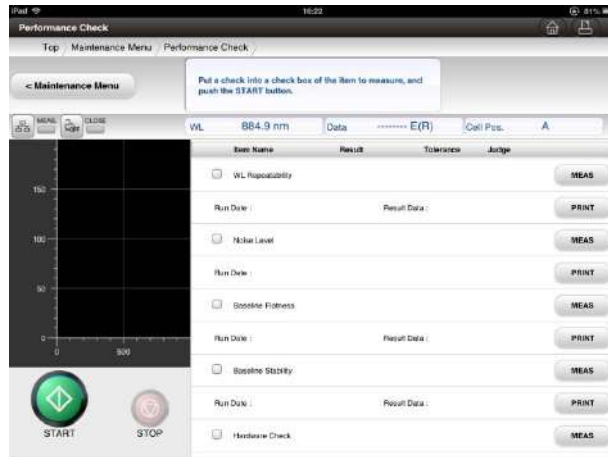 iPad 16:22 81%
Performance Check
Top Maintenance Menu Performance Check
< Maintenance Menu
Put a check into a check box of the item to measure, and
push the START button.
MEAS CLOSE
WL 884.9 nm Data -------- E(R) Cell Pos. A
Item Name Result Tolerance Judge
WL Repeatability MEAS
Run Date : Result Data : PRINT
Noise Level MEAS
Run Date : PRINT
Baseline Flatness MEAS
Run Date : Result Data : PRINT
Baseline Stability MEAS
Run Date : Result Data : PRINT
Hardware Check MEAS
150
100
50
0
0 500
START STOP